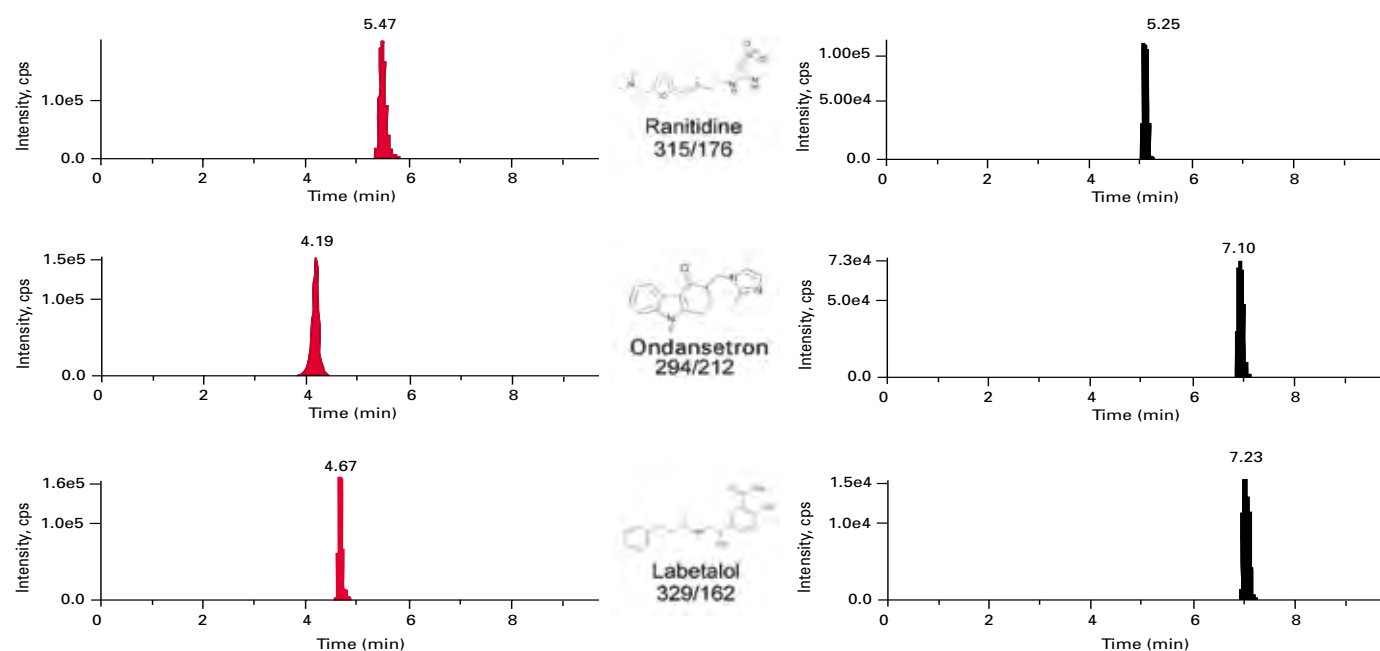 5.47
Intensity, cps
1.0e5
0.0
0 2 4 6 8
Time (min)
Ranitidine
315/176
5.25
Intensity, cps
1.00e5
5.00e4
0.0
0 2 4 6 8
Time (min)
4.19
Intensity, cps
1.5e5
1.0e5
0.0
0 2 4 6 8
Time (min)
Ondansetron
294/212
7.10
Intensity, cps
7.3e4
5.0e4
0.0
0 2 4 6 8
Time (min)
4.67
Intensity, cps
1.6e5
1.0e5
0.0
0 2 4 6 8
Time (min)
Labetalol
329/162
7.23
Intensity, cps
1.5e4
1.0e4
0.0
0 2 4 6 8
Time (min)